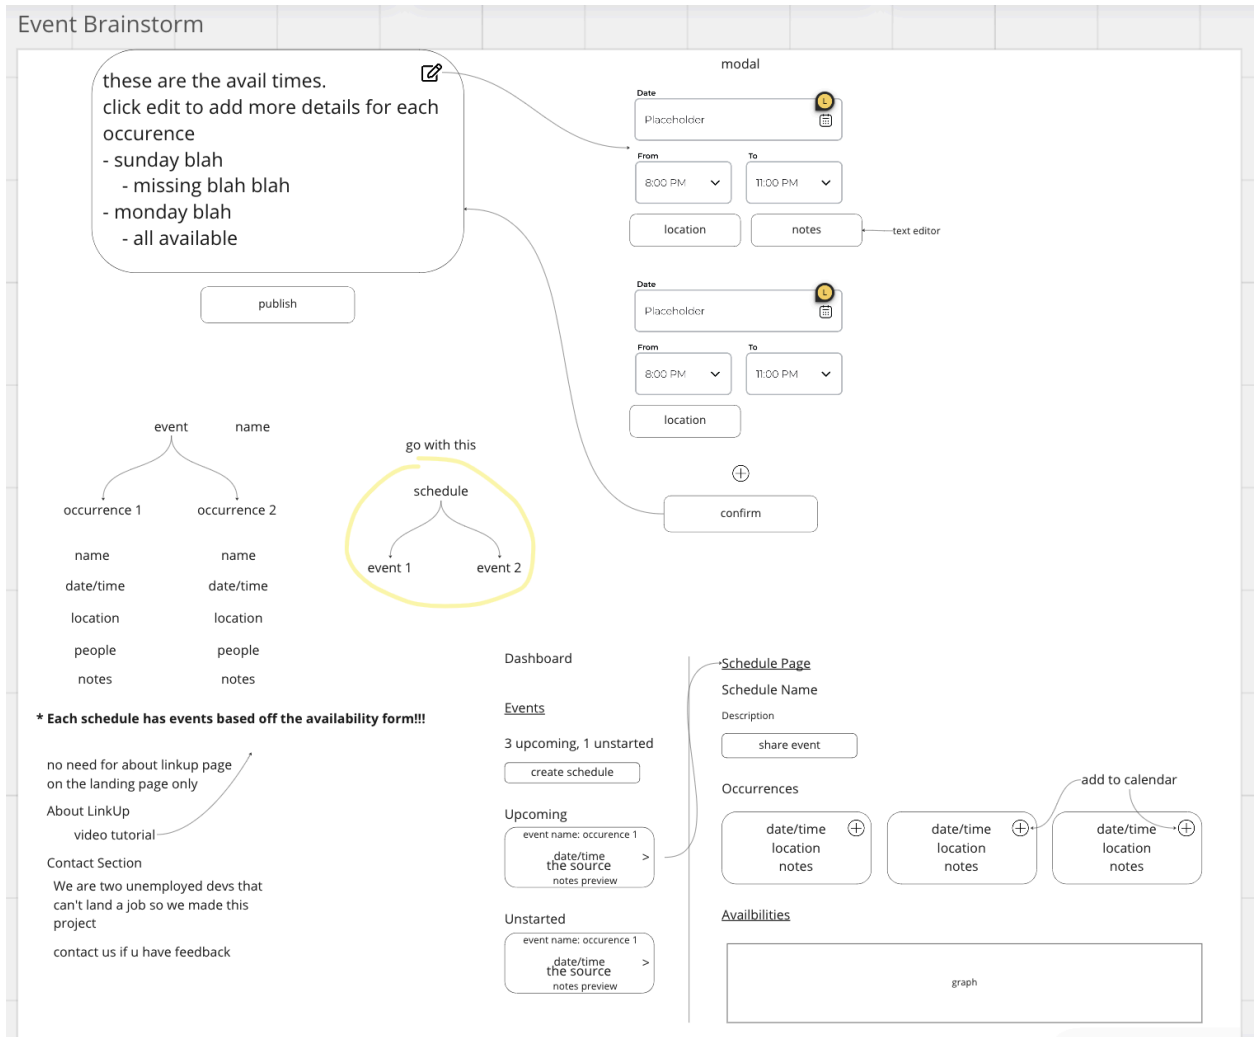 Event Brainstorm
these are the avail times.
click edit to add more details for each
occurence
- sunday blah
- missing blah blah
- monday blah
- all available
publish
modal
Date
L
Placeholder
From
To
8:00 PM
11:00 PM
location
notes
text editor
Date
L
Placeholder
From
To
8:00 PM
11:00 PM
location
confirm
event
name
occurrence 1
occurrence 2
name
name
date/time
date/time
location
location
people
people
notes
notes
go with this
schedule
event 1
event 2
* Each schedule has events based off the availability form!!!
no need for about linkup page
on the landing page only
About LinkUp
video tutorial
Contact Section
We are two unemployed devs that
can't land a job so we made this
project
contact us if u have feedback
Dashboard
Events
3 upcoming, 1 unstarted
create schedule
Upcoming
event name: occurence 1
date/time
the source
notes preview
>
Unstarted
event name: occurence 1
date/time
the source
notes preview
>
Schedule Page
Schedule Name
Description
share event
Occurrences
add to calendar
date/time
location
notes
date/time
location
notes
date/time
location
notes
Availbilities
graph